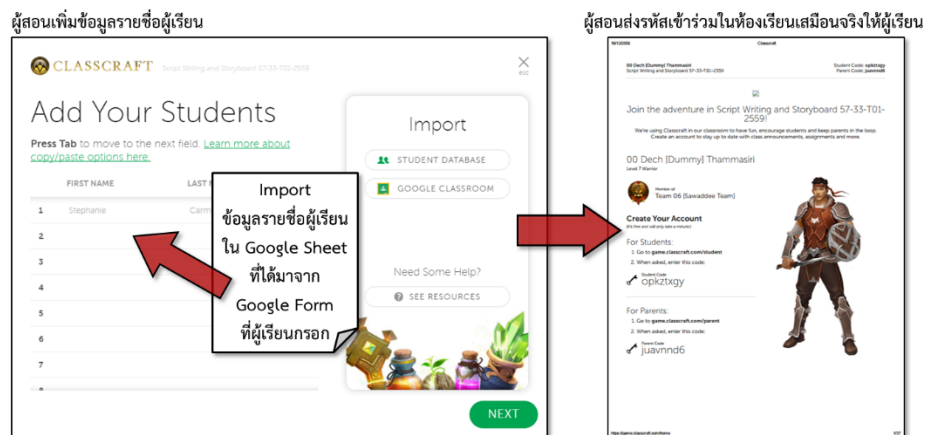 ผู้สอนเพิ่มข้อมูลรายชื่อผู้เรียน
CLASSCRAFT Script Writing and Storyboard 57-33-T01-2559
esc
Add Your Students
Press Tab to move to the next field. Learn more about
copy/paste options here.
FIRST NAME
LAST
1 Stephanie Carm
2
3
4
5
6
7
8
Import
ข้อมูลรายชื่อผู้เรียน
ใน Google Sheet
ที่ได้มาจาก
Google Form
ที่ผู้เรียนกรอก
Import
STUDENT DATABASE
GOOGLE CLASSROOM
Need Some Help?
SEE RESOURCES
NEXT
ผู้สอนส่งรหัสเข้าร่วมในห้องเรียนเสมือนจริงให้ผู้เรียน
Classcraft
00 Dech [Dummy] Thammasiri
Script Writing and Storyboard 57-33-T01-2559
Student Code: opkztxgy
Parent Code: juavnnd6
Join the adventure in Script Writing and Storyboard 57-33-T01-
2559!
We're using Classcraft in our classroom to have fun, encourage students and keep parents in the loop.
Create an account to stay up to date with class announcements, assignments and more.
00 Dech [Dummy] Thammasiri
Level 7 Warrior
Member of
Team 06 [Sawaddee Team]
Create Your Account
(It's free and will only take a minute.)
For Students:
1. Go to game.classcraft.com/student
2. When asked, enter this code:
Student Code
opkztxgy
For Parents:
1. Go to game.classcraft.com/parent
2. When asked, enter this code:
Parent Code
juavnnd6
https://game.classcraft.com/home